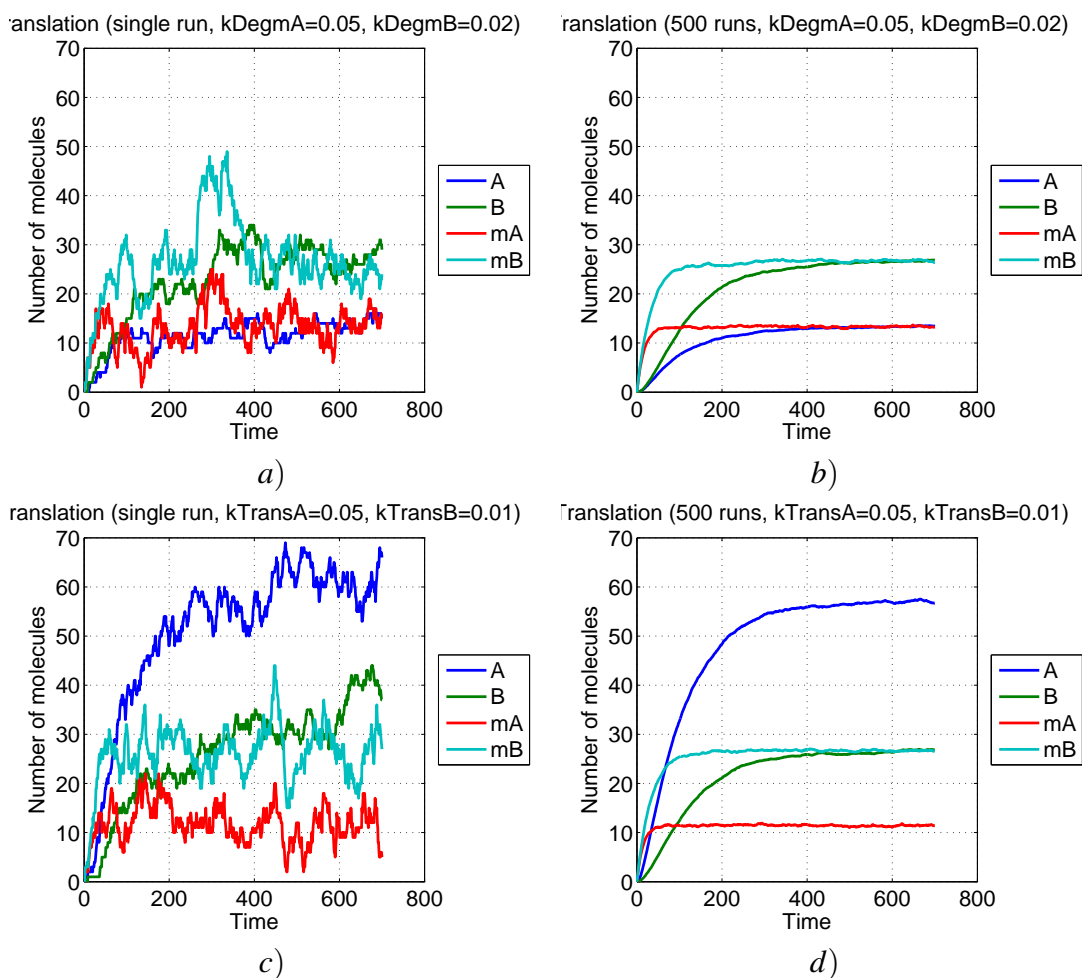 ranslation (single run, kDegmA=0.05, kDegmB=0.02)
70
60
50
40
30
20
10
0
Number of molecules
0 200 400 600 800
Time
A
B
mA
mB
a)
ranslation (500 runs, kDegmA=0.05, kDegmB=0.02)
70
60
50
40
30
20
10
0
Number of molecules
0 200 400 600 800
Time
A
B
mA
mB
b)
ranslation (single run, kTransA=0.05, kTransB=0.01)
70
60
50
40
30
20
10
0
Number of molecules
0 200 400 600 800
Time
A
B
mA
mB
c)
Translation (500 runs, kTransA=0.05, kTransB=0.01)
70
60
50
40
30
20
10
0
Number of molecules
0 200 400 600 800
Time
A
B
mA
mB
d)